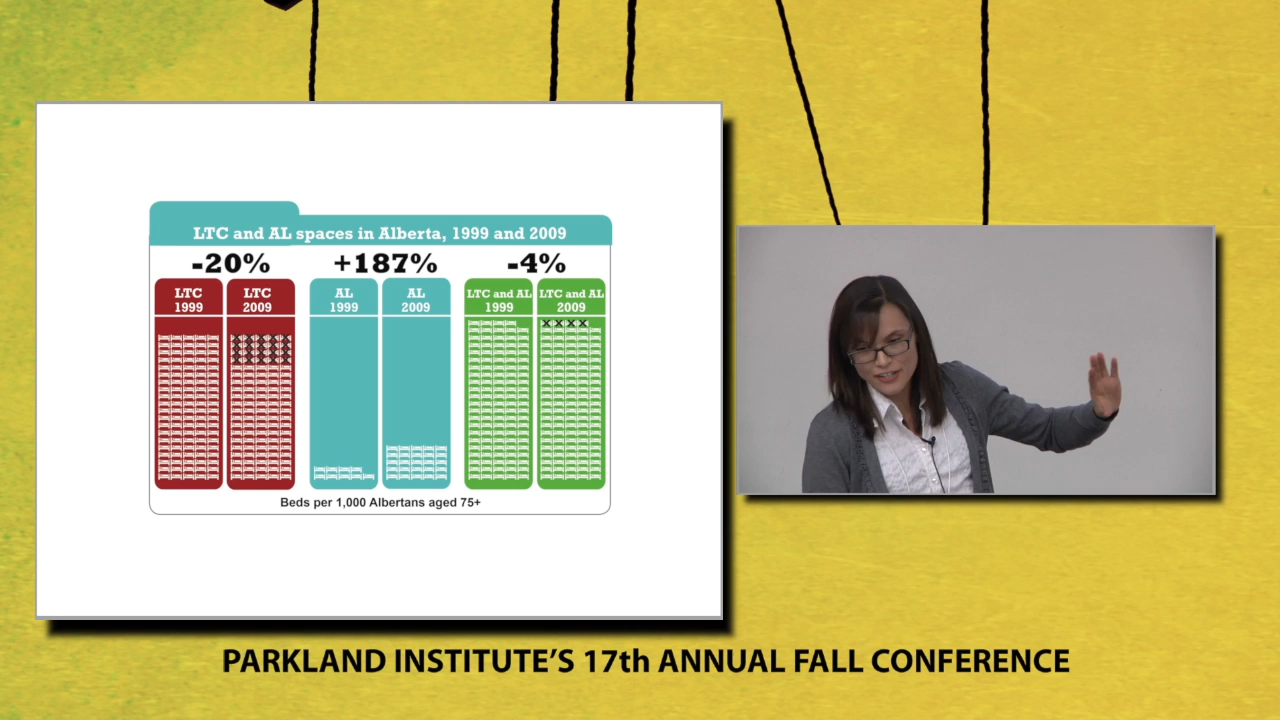 LTC and AL spaces in Alberta, 1999 and 2009
-20% +187% -4%
LTC LTC AL AL LTC and AL LTC and AL
1999 2009 1999 2009 1999 2009
Beds per 1,000 Albertans aged 75+
PARKLAND INSTITUTE'S 17th ANNUAL FALL CONFERENCE